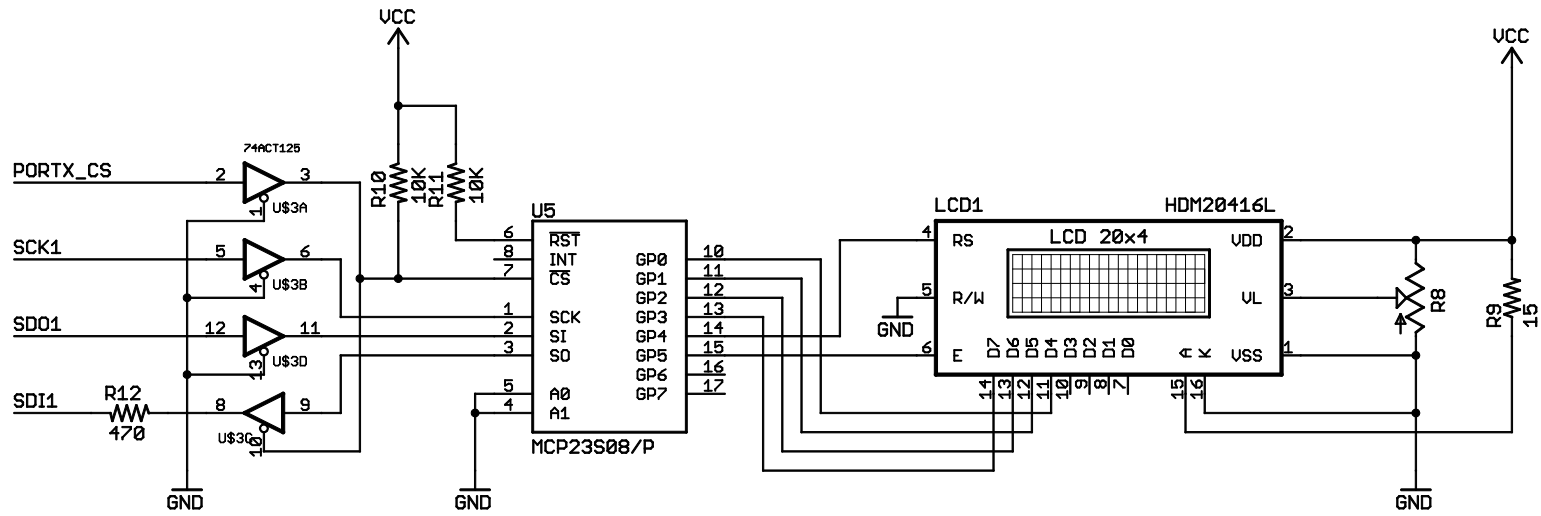 VCC
VCC
74ACT125
PORTX_CS
2
3
1
U$3A
R10
10K
R11
10K
SCK1
5
6
4
U$3B
SDO1
12
11
13
U$3D
SDI1
R12
470
8
9
10
U$3C
GND
U5
6
RST
8
INT
7
CS
1
SCK
2
SI
3
SO
5
A0
4
A1
GP0
10
GP1
11
GP2
12
GP3
13
GP4
14
GP5
15
GP6
16
GP7
17
MCP23S08/P
GND
LCD1
HDM20416L
LCD 20x4
4
RS
5
R/W
GND
6
E
VDD
2
VL
3
VSS
1
D7
D6
D5
D4
D3
D2
D1
D0
A
K
14
13
12
11
10
9
8
7
15
16
R8
R9
15
GND